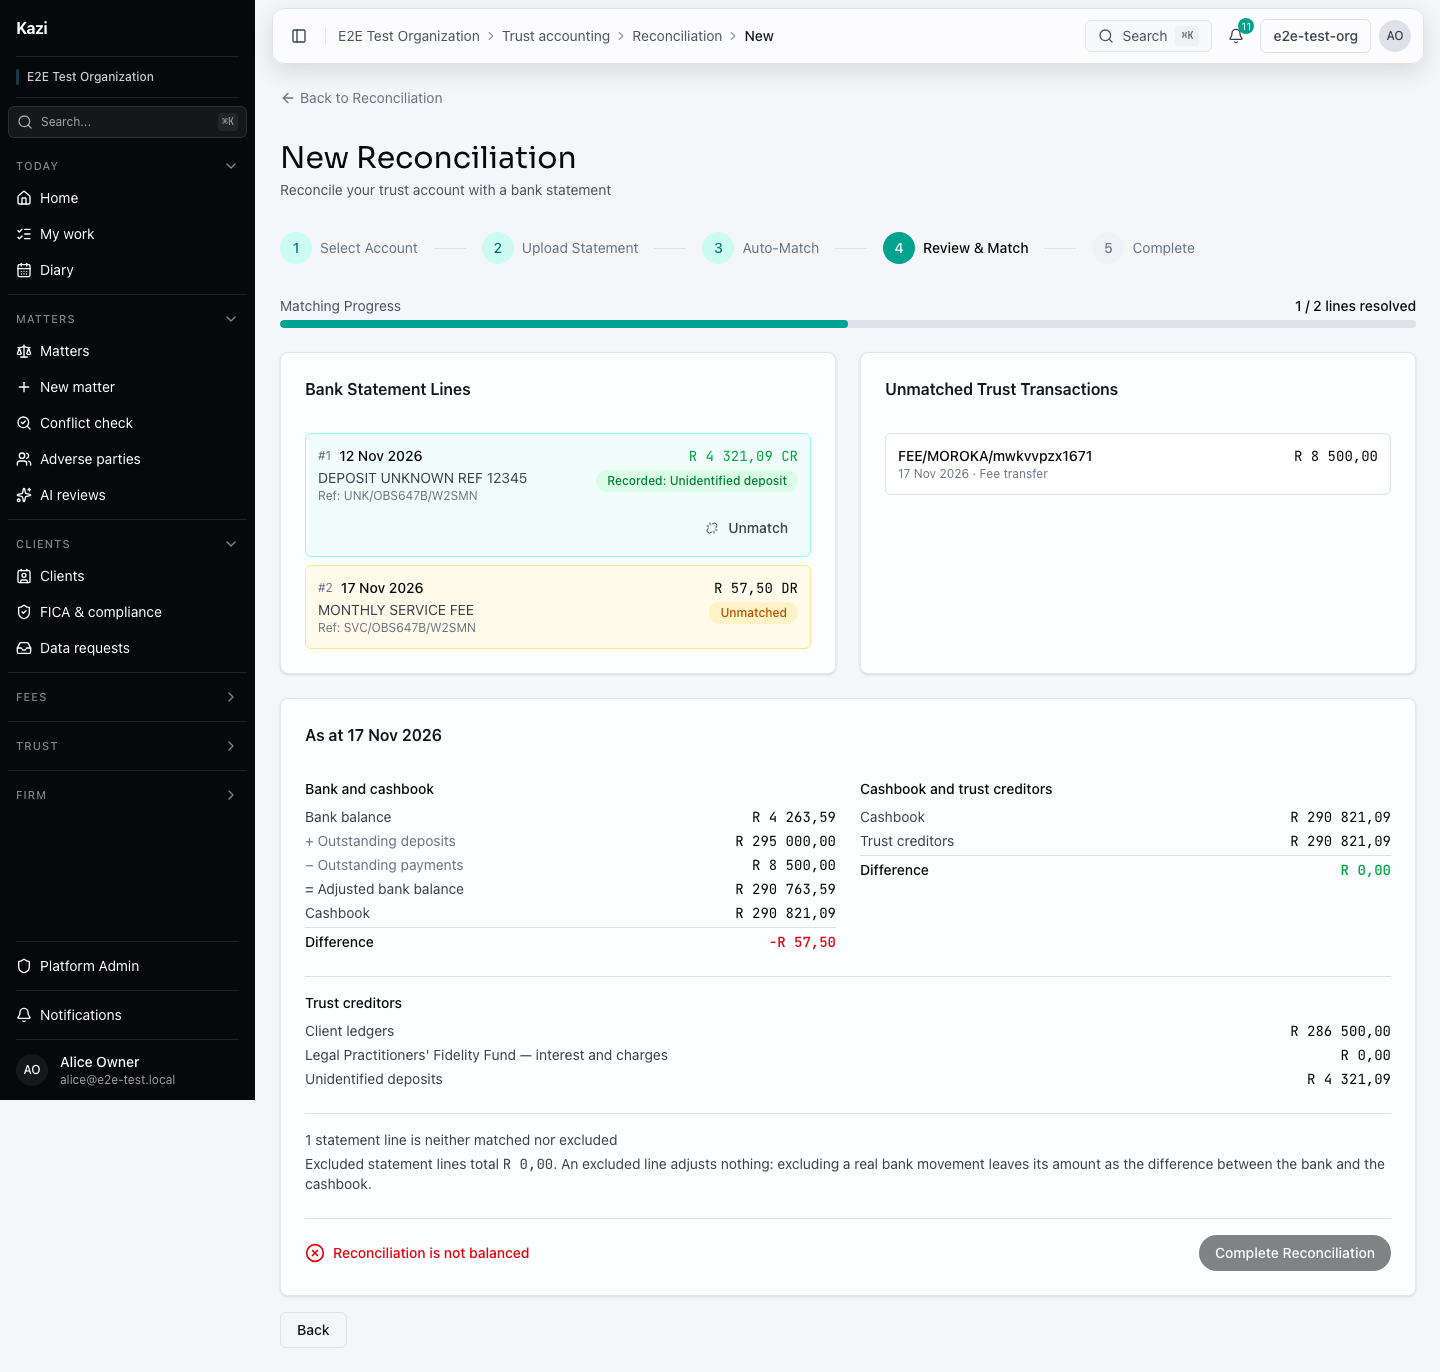 Kazi
E2E Test Organization
Search...
⌘K
TODAY
Home
My work
Diary
MATTERS
Matters
New matter
Conflict check
Adverse parties
AI reviews
CLIENTS
Clients
FICA & compliance
Data requests
FEES
TRUST
FIRM
Platform Admin
Notifications
AO
Alice Owner
alice@e2e-test.local
E2E Test Organization > Trust accounting > Reconciliation > New
Search ⌘K
11
e2e-test-org
AO
← Back to Reconciliation
New Reconciliation
Reconcile your trust account with a bank statement
1 Select Account
2 Upload Statement
3 Auto-Match
4 Review & Match
5 Complete
Matching Progress
1 / 2 lines resolved
Bank Statement Lines
#1 12 Nov 2026 R 4 321,09 CR
DEPOSIT UNKNOWN REF 12345
Recorded: Unidentified deposit
Ref: UNK/OBS647B/W2SMN
Unmatch
#2 17 Nov 2026 R 57,50 DR
MONTHLY SERVICE FEE
Unmatched
Ref: SVC/OBS647B/W2SMN
Unmatched Trust Transactions
FEE/MOROKA/mwkvvpzx1671 R 8 500,00
17 Nov 2026 · Fee transfer
As at 17 Nov 2026
Bank and cashbook
Bank balance R 4 263,59
+ Outstanding deposits R 295 000,00
− Outstanding payments R 8 500,00
= Adjusted bank balance R 290 763,59
Cashbook R 290 821,09
Difference -R 57,50
Cashbook and trust creditors
Cashbook R 290 821,09
Trust creditors R 290 821,09
Difference R 0,00
Trust creditors
Client ledgers R 286 500,00
Legal Practitioners' Fidelity Fund — interest and charges R 0,00
Unidentified deposits R 4 321,09
1 statement line is neither matched nor excluded
Excluded statement lines total R 0,00. An excluded line adjusts nothing: excluding a real bank movement leaves its amount as the difference between the bank and the
cashbook.
Reconciliation is not balanced
Complete Reconciliation
Back